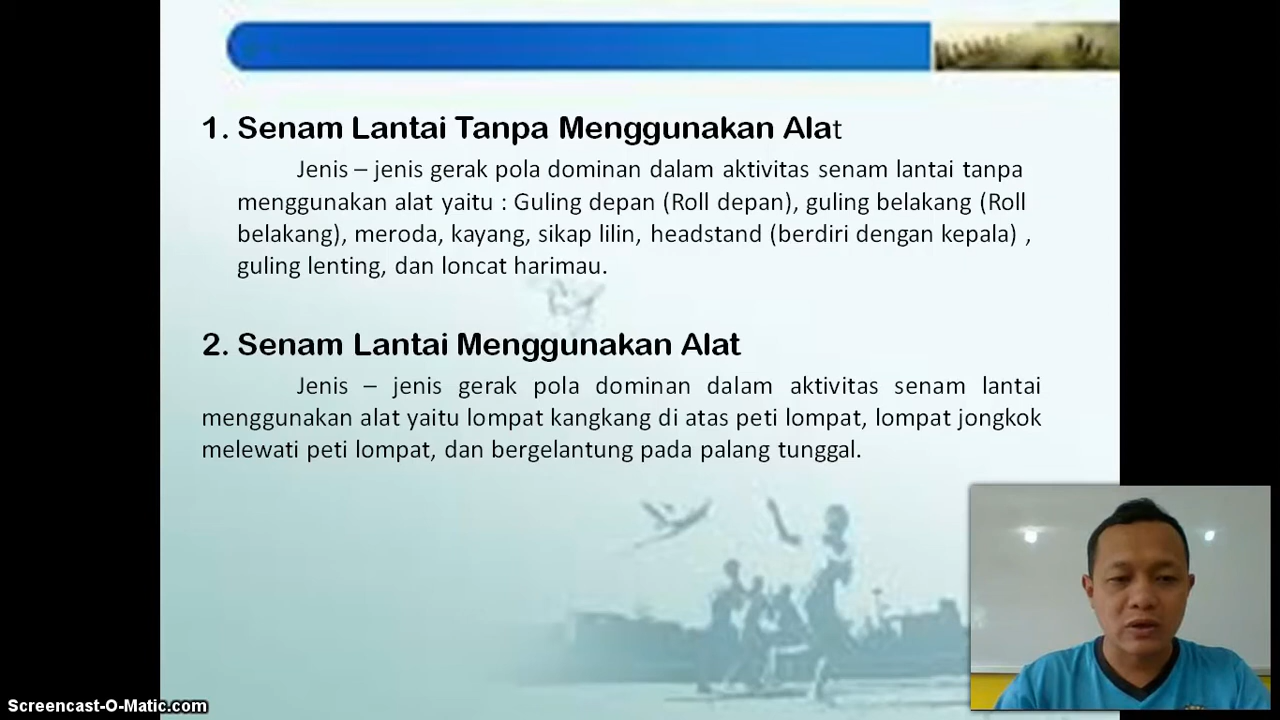 1. Senam Lantai Tanpa Menggunakan Alat
Jenis – jenis gerak pola dominan dalam aktivitas senam lantai tanpa
menggunakan alat yaitu : Guling depan (Roll depan), guling belakang (Roll
belakang), meroda, kayang, sikap lilin, headstand (berdiri dengan kepala) ,
guling lenting, dan loncat harimau.
2. Senam Lantai Menggunakan Alat
Jenis – jenis gerak pola dominan dalam aktivitas senam lantai
menggunakan alat yaitu lompat kangkang di atas peti lompat, lompat jongkok
melewati peti lompat, dan bergelantung pada palang tunggal.
Screencast-O-Matic.com